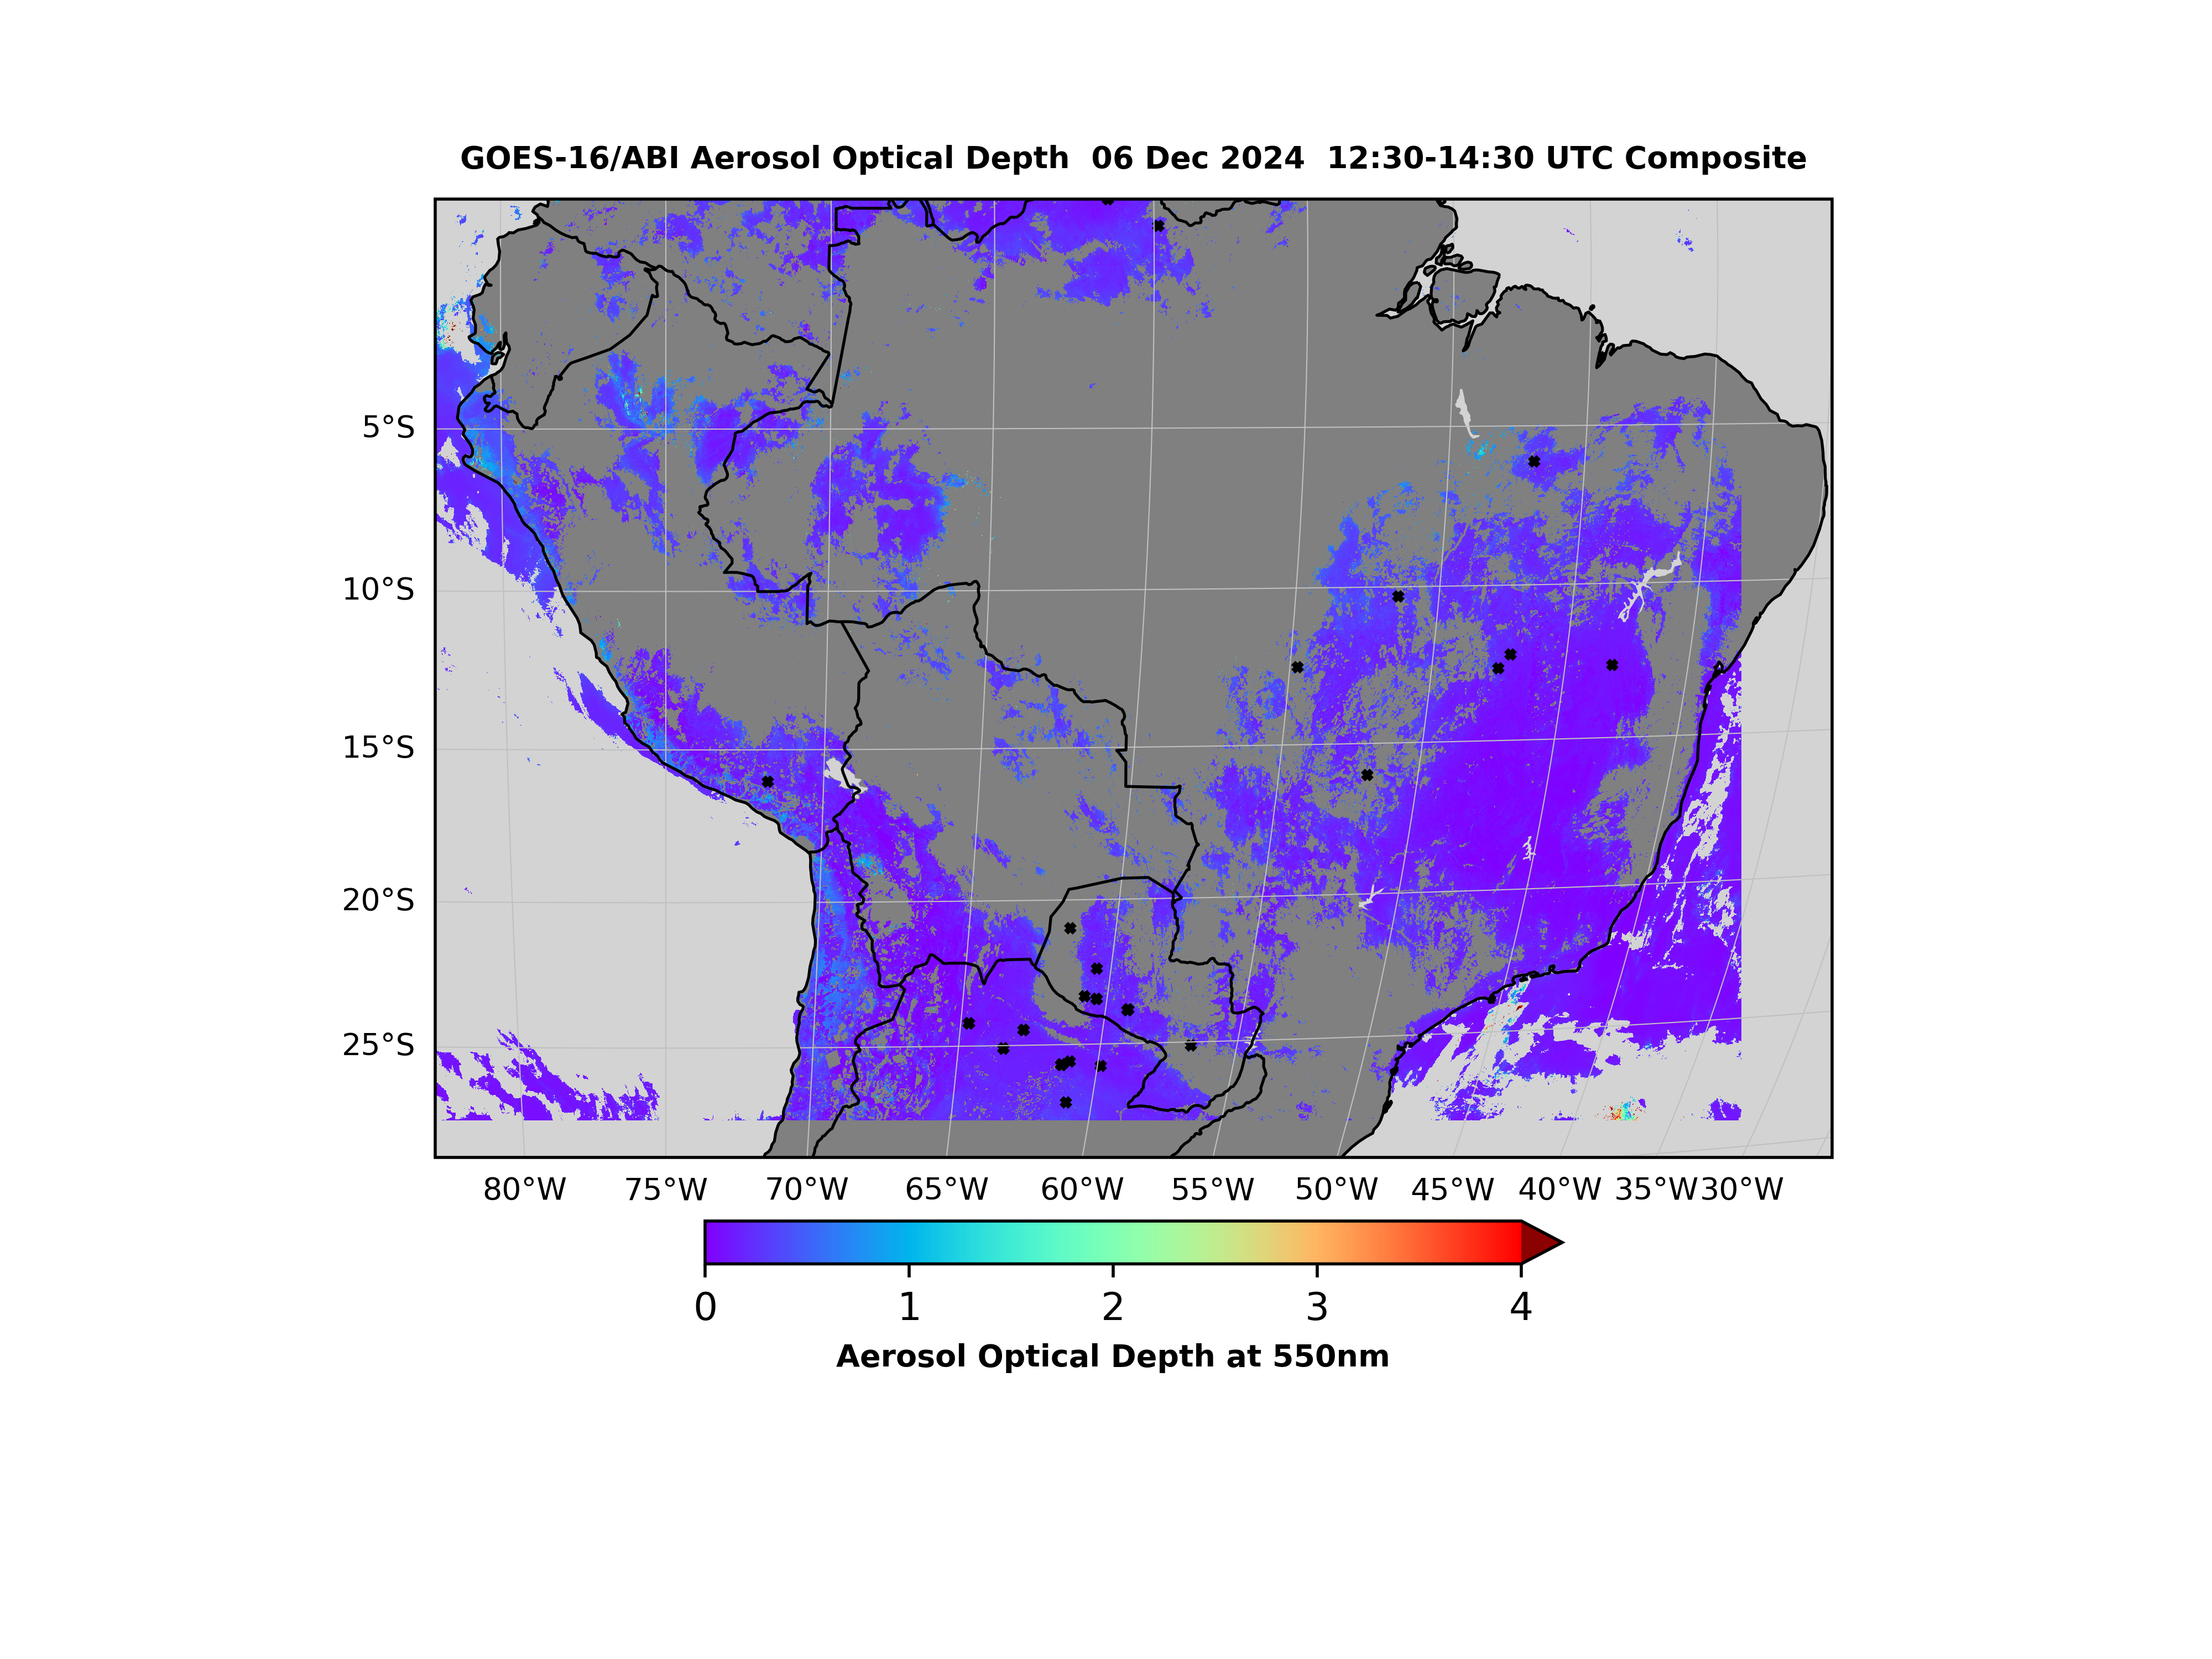 GOES-16/ABI Aerosol Optical Depth  06 Dec 2024  12:30-14:30 UTC Composite
5°S
10°S
15°S
20°S
25°S
80°W 75°W 70°W 65°W 60°W 55°W 50°W 45°W 40°W 35°W 30°W
0 1 2 3 4
Aerosol Optical Depth at 550nm